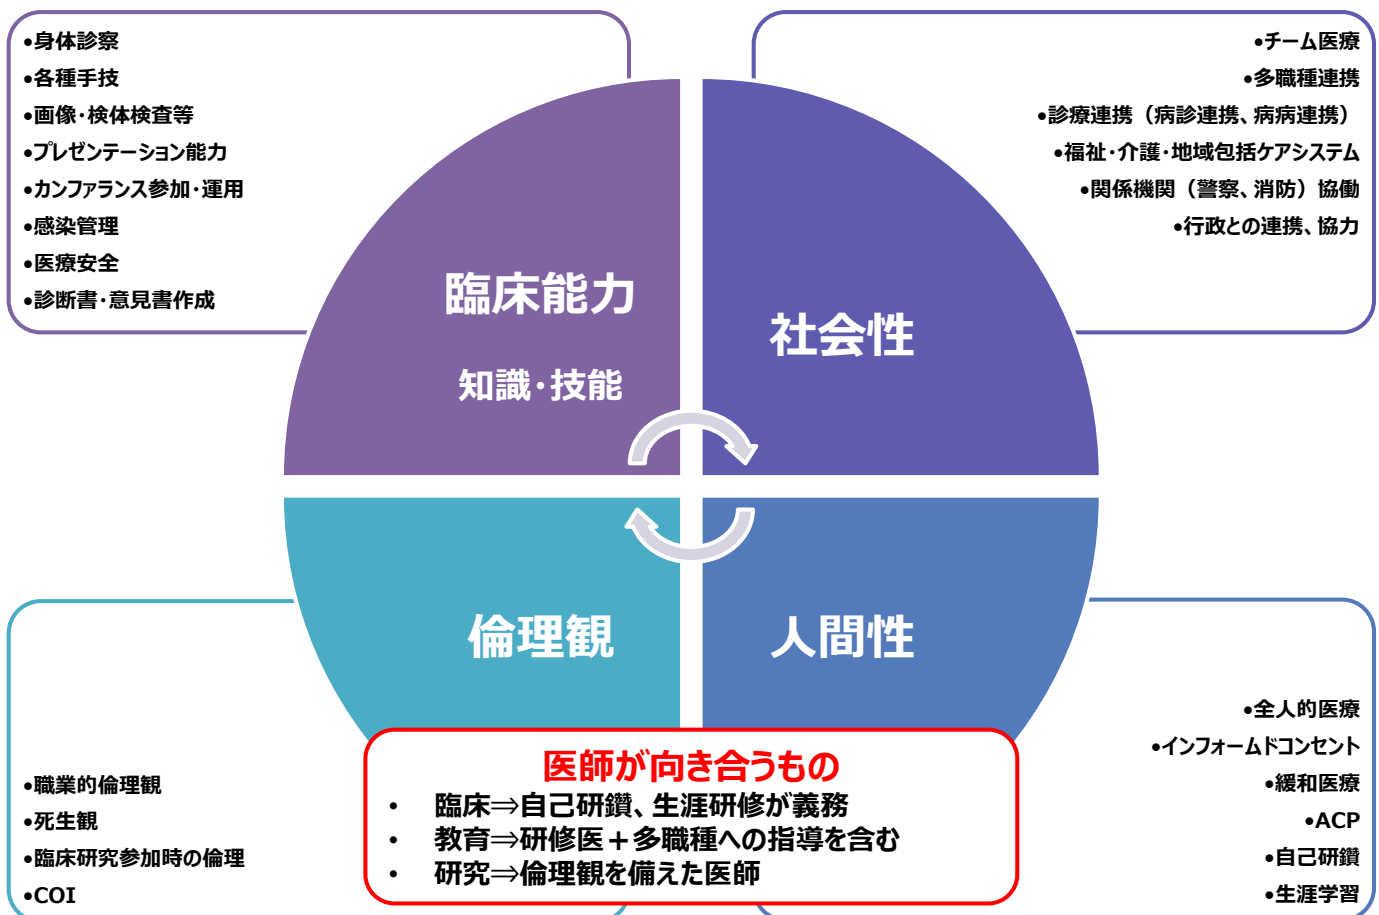 •身体診察
•各種手技
•画像・検体検査等
•プレゼンテーション能力
•カンファランス参加・運用
•感染管理
•医療安全
•診断書・意見書作成
•チーム医療
•多職種連携
•診療連携（病診連携、病病連携）
•福祉・介護・地域包括ケアシステム
•関係機関（警察、消防）協働
•行政との連携、協力
臨床能力
知識・技能
社会性
倫理観
人間性
•職業的倫理観
•死生観
•臨床研究参加時の倫理
•COI
医師が向き合うもの
• 臨床⇒自己研鑽、生涯研修が義務
• 教育⇒研修医＋多職種への指導を含む
• 研究⇒倫理観を備えた医師
•全人的医療
•インフォームドコンセント
•緩和医療
•ACP
•自己研鑽
•生涯学習